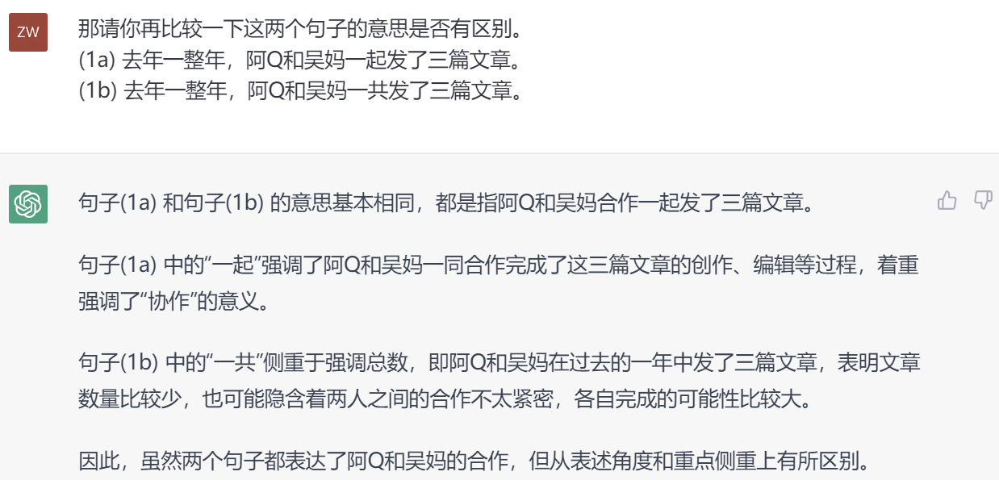 ZW
那请你再比较一下这两个句子的意思是否有区别。
(1a) 去年一整年，阿Q和吴妈一起发了三篇文章。
(1b) 去年一整年，阿Q和吴妈一共发了三篇文章。
句子(1a) 和句子(1b) 的意思基本相同，都是指阿Q和吴妈合作一起发了三篇文章。
句子(1a) 中的“一起”强调了阿Q和吴妈一同合作完成了这三篇文章的创作、编辑等过程，着重
强调了“协作”的意义。
句子(1b) 中的“一共”侧重于强调总数，即阿Q和吴妈在过去的一年中发了三篇文章，表明文章
数量比较少，也可能隐含着两人之间的合作不太紧密，各自完成的可能性比较大。
因此，虽然两个句子都表达了阿Q和吴妈的合作，但从表述角度和重点侧重上有所区别。